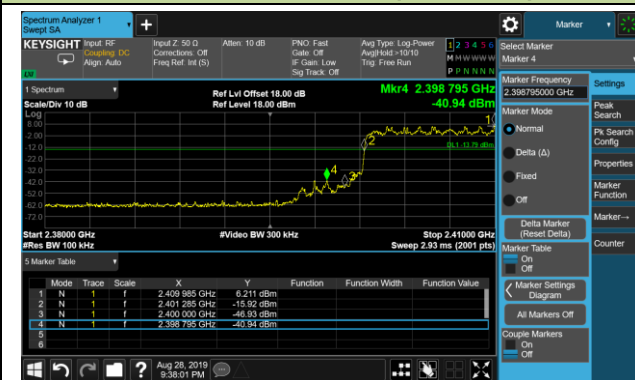 Spectrum Analyzer 1
Swept SA
Marker
KEYSIGHT Input: RF Input Z: 50 Ω Atten: 10 dB PNO: Fast Avg Type: Log-Power 1 2 3 4 5 6
Coupling: DC Corrections: Off Gate: Off Avg|Hold:>10/10 M M W W W W
Align: Auto Freq Ref: Int (S) IF Gain: Low Trig: Free Run P P N N N N
Sig Track: Off
Select Marker
Marker 4
1 Spectrum
Scale/Div 10 dB
Ref Lvl Offset 18.00 dB
Ref Level 18.00 dBm
Mkr4 2.398 795 GHz
-40.94 dBm
Log
8.00
-2.00
-12.0
-22.0
-32.0
-42.0
-52.0
-62.0
-72.0
1
2
3
4
DL1 -13.79 dBm
Start 2.38000 GHz #Video BW 300 kHz Stop 2.41000 GHz
#Res BW 100 kHz Sweep 2.93 ms (2001 pts)
5 Marker Table
Mode Trace Scale X Y Function Function Width Function Value
1 N 1 f 2.409 985 GHz 6.211 dBm
2 N 1 f 2.401 285 GHz -15.92 dBm
3 N 1 f 2.400 000 GHz -46.93 dBm
4 N 1 f 2.398 795 GHz -40.94 dBm
5
6
Aug 28, 2019
9:38:01 PM
Marker Frequency
2.398795000 GHz
Marker Mode
Normal
Delta (Δ)
Fixed
Off
Delta Marker
(Reset Delta)
Marker Table
On
Off
Marker Settings
Diagram
All Markers Off
Couple Markers
On
Off
Settings
Peak
Search
Pk Search
Config
Properties
Marker
Function
Marker→
Counter